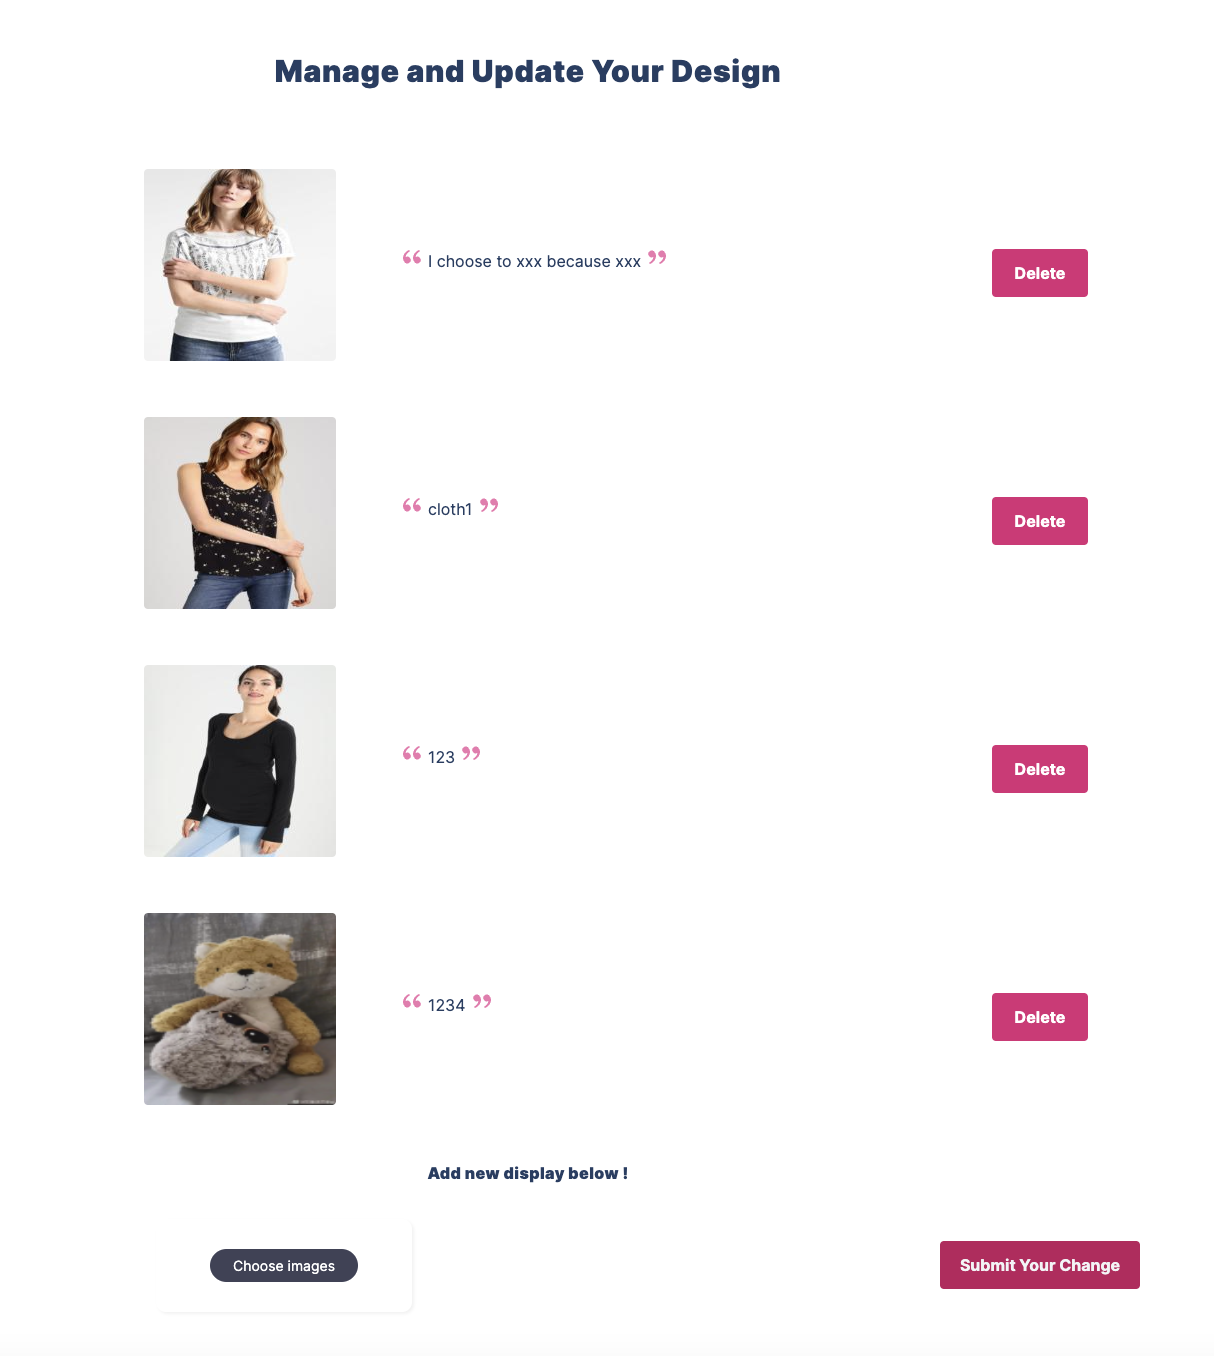 Manage and Update Your Design
“ I choose to xxx because xxx ”
Delete
“ cloth1 ”
Delete
“ 123 ”
Delete
“ 1234 ”
Delete
Add new display below !
Choose images
Submit Your Change